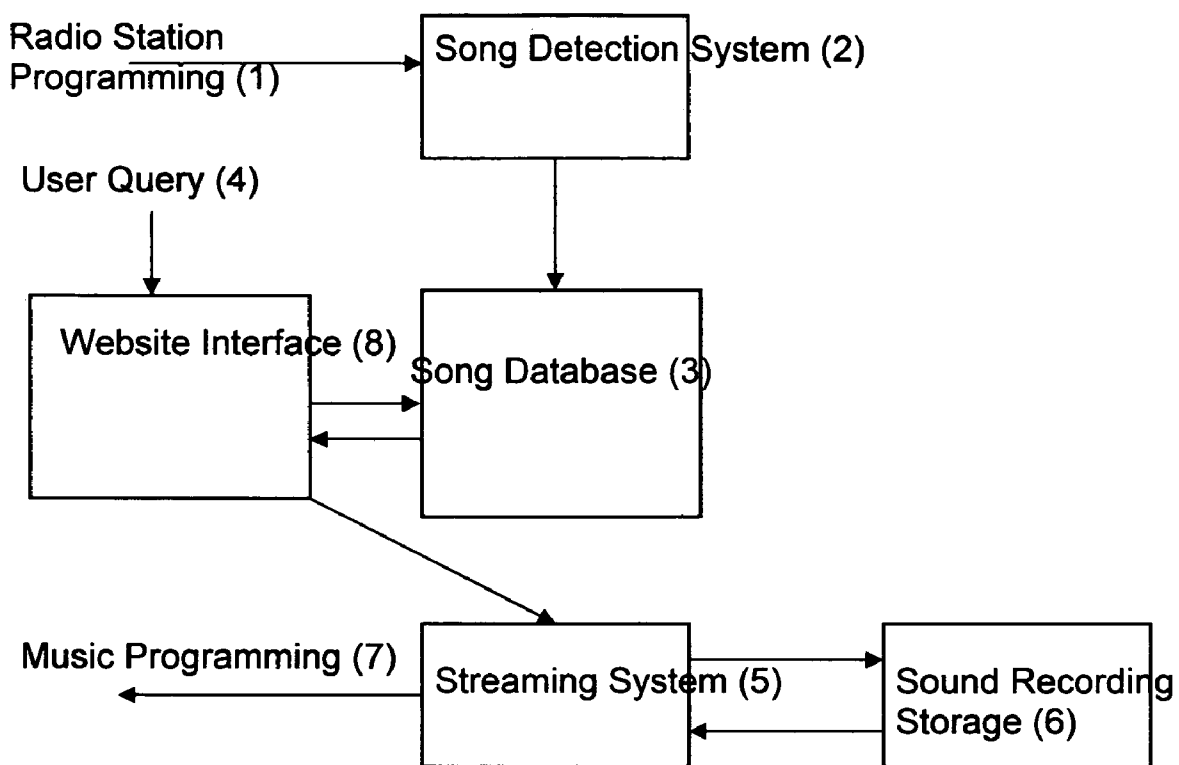 Radio Station
Programming (1)
Song Detection System (2)
User Query (4)
Website Interface (8)
Song Database (3)
Music Programming (7)
Streaming System (5)
Sound Recording
Storage (6)